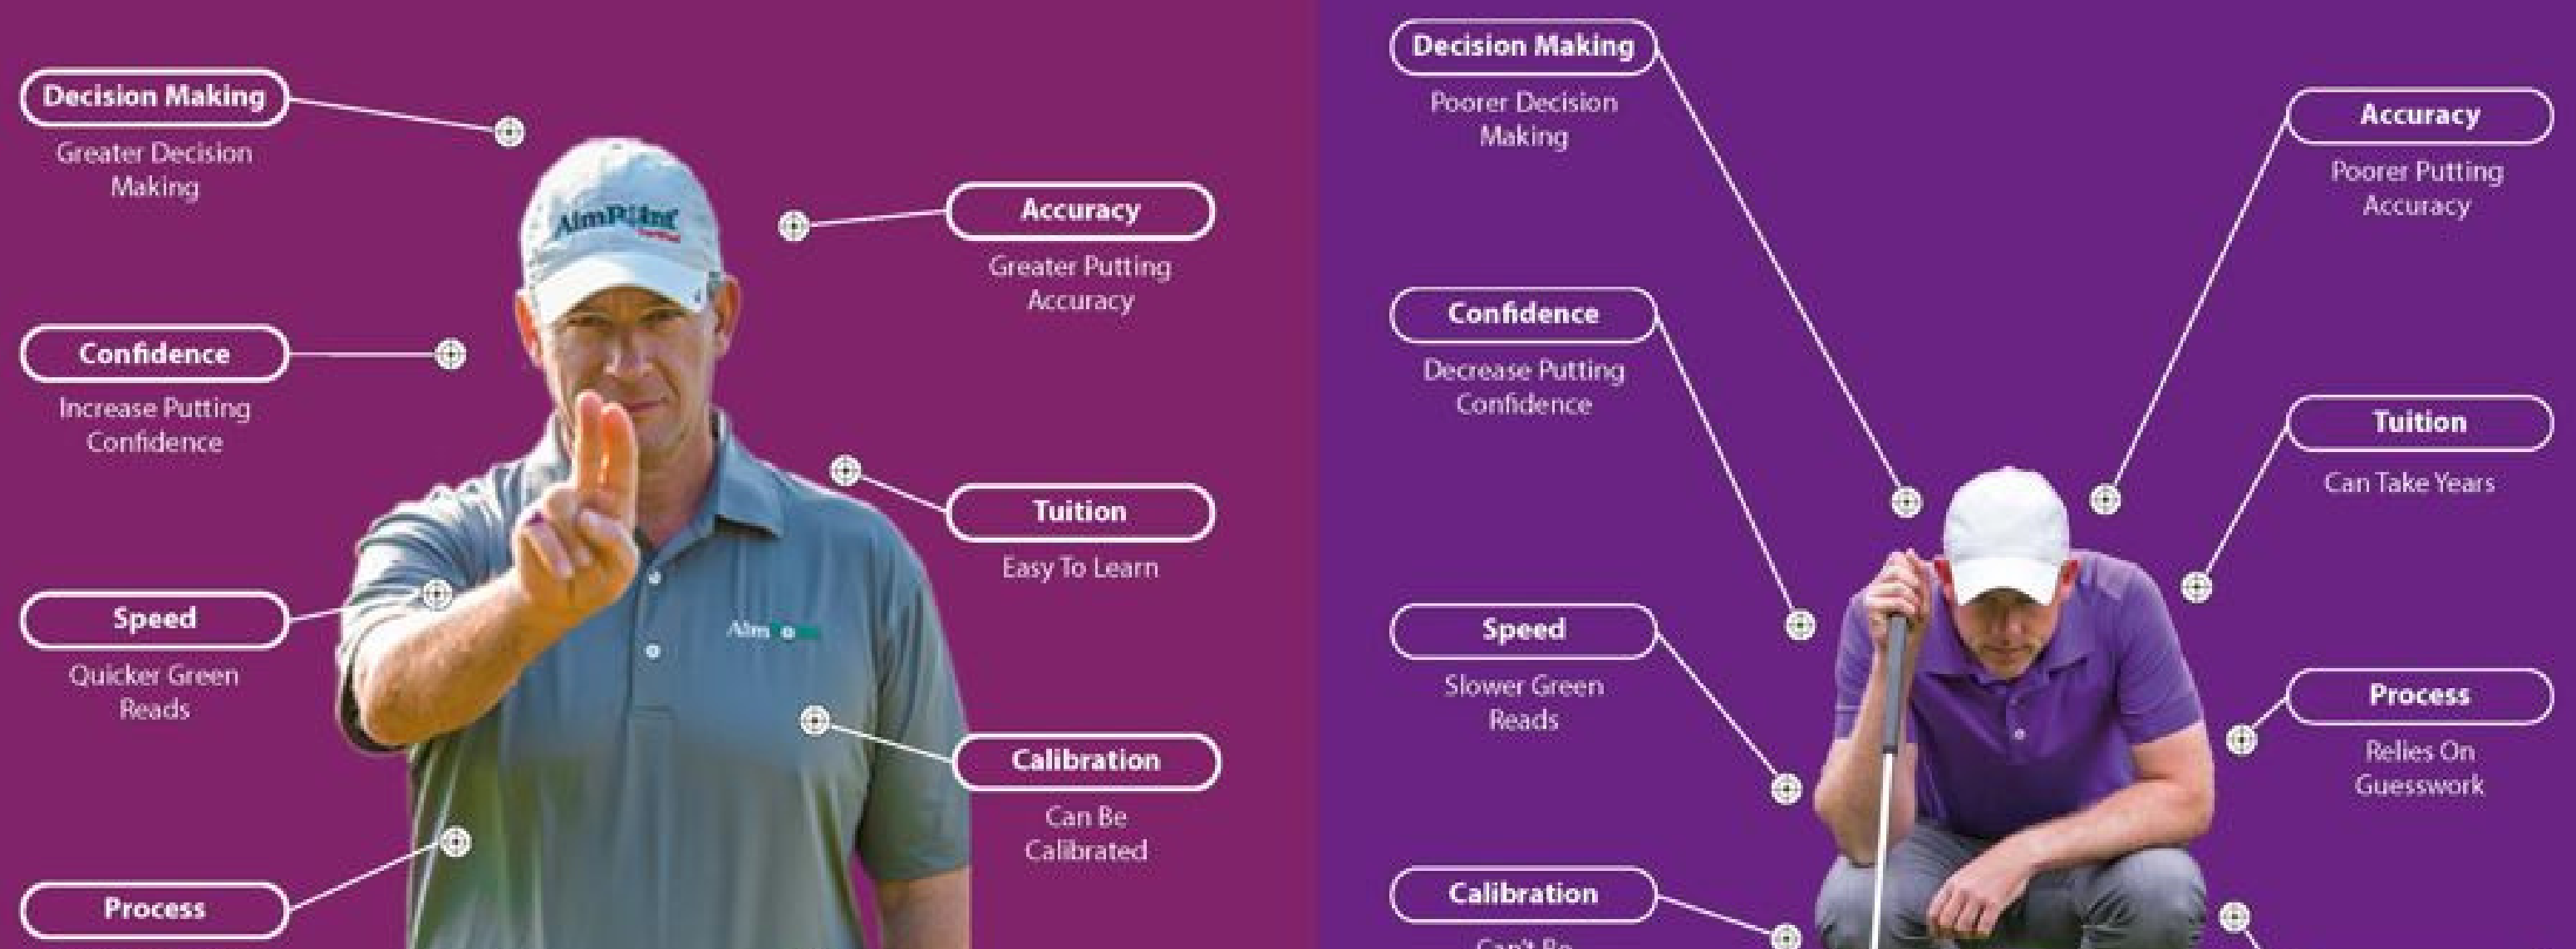 Decision Making
Greater Decision
Making
Confidence
Increase Putting
Confidence
Speed
Quicker Green
Reads
Process
AimPoint
Accuracy
Greater Putting
Accuracy
Tuition
Easy To Learn
Calibration
Can Be
Calibrated
Decision Making
Poorer Decision
Making
Confidence
Decrease Putting
Confidence
Speed
Slower Green
Reads
Calibration
Can't Be
Accuracy
Poorer Putting
Accuracy
Tuition
Can Take Years
Process
Relies On
Guesswork